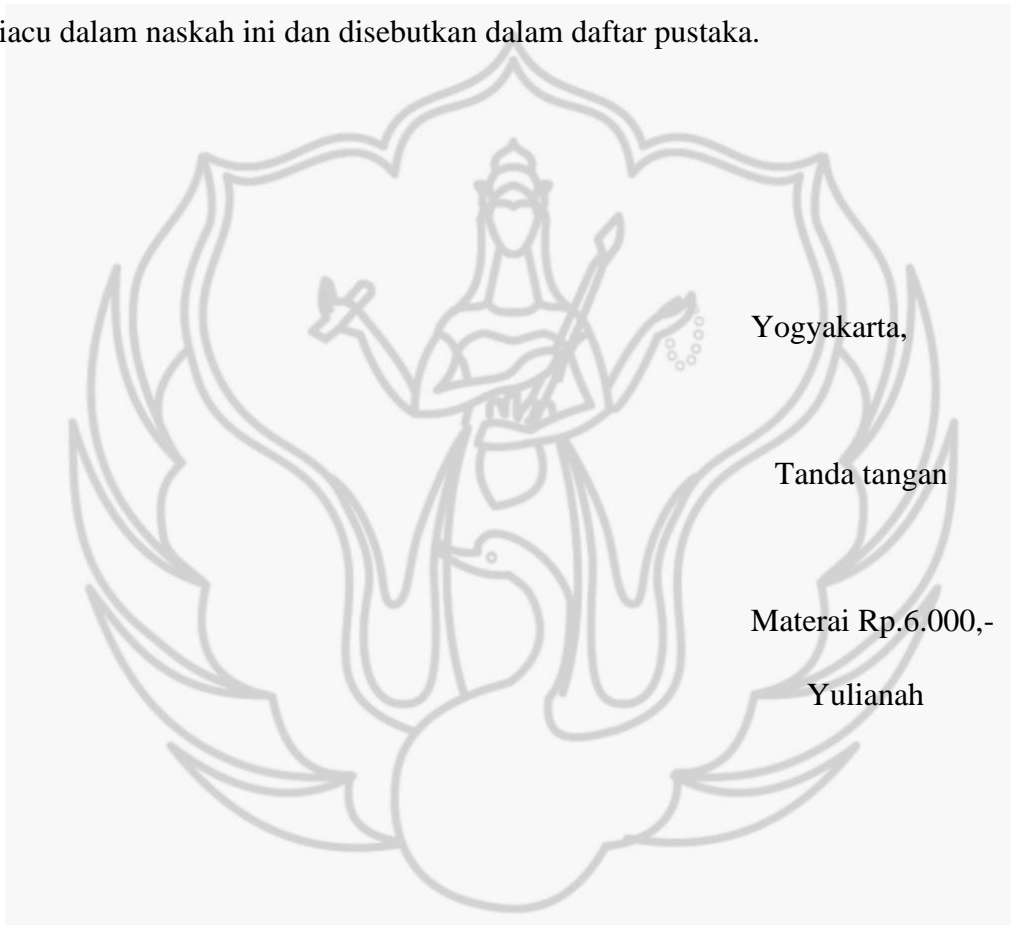 iacu dalam naskah ini dan disebutkan dalam daftar pustaka.
Yogyakarta,
Tanda tangan
Materai Rp.6.000,-
Yulianah